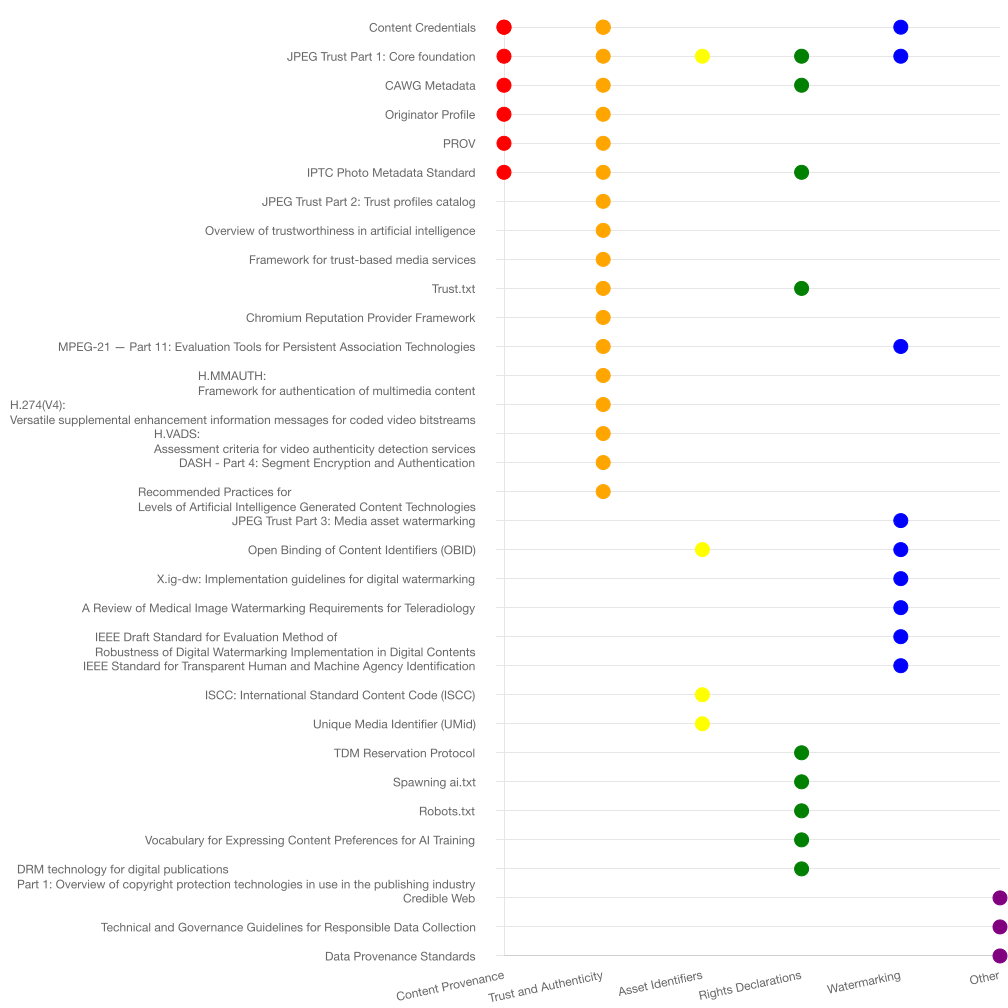 Content Credentials
JPEG Trust Part 1: Core foundation
CAWG Metadata
Originator Profile
PROV
IPTC Photo Metadata Standard
JPEG Trust Part 2: Trust profiles catalog
Overview of trustworthiness in artificial intelligence
Framework for trust-based media services
Trust.txt
Chromium Reputation Provider Framework
MPEG-21 — Part 11: Evaluation Tools for Persistent Association Technologies
H.MMAUTH:
Framework for authentication of multimedia content
H.274(V4):
Versatile supplemental enhancement information messages for coded video bitstreams
H.VADS:
Assessment criteria for video authenticity detection services
DASH - Part 4: Segment Encryption and Authentication
Recommended Practices for
Levels of Artificial Intelligence Generated Content Technologies
JPEG Trust Part 3: Media asset watermarking
Open Binding of Content Identifiers (OBID)
X.ig-dw: Implementation guidelines for digital watermarking
A Review of Medical Image Watermarking Requirements for Teleradiology
IEEE Draft Standard for Evaluation Method of
Robustness of Digital Watermarking Implementation in Digital Contents
IEEE Standard for Transparent Human and Machine Agency Identification
ISCC: International Standard Content Code (ISCC)
Unique Media Identifier (UMid)
TDM Reservation Protocol
Spawning ai.txt
Robots.txt
Vocabulary for Expressing Content Preferences for AI Training
DRM technology for digital publications
Part 1: Overview of copyright protection technologies in use in the publishing industry
Credible Web
Technical and Governance Guidelines for Responsible Data Collection
Data Provenance Standards
Content Provenance
Trust and Authenticity
Asset Identifiers
Rights Declarations
Watermarking
Other